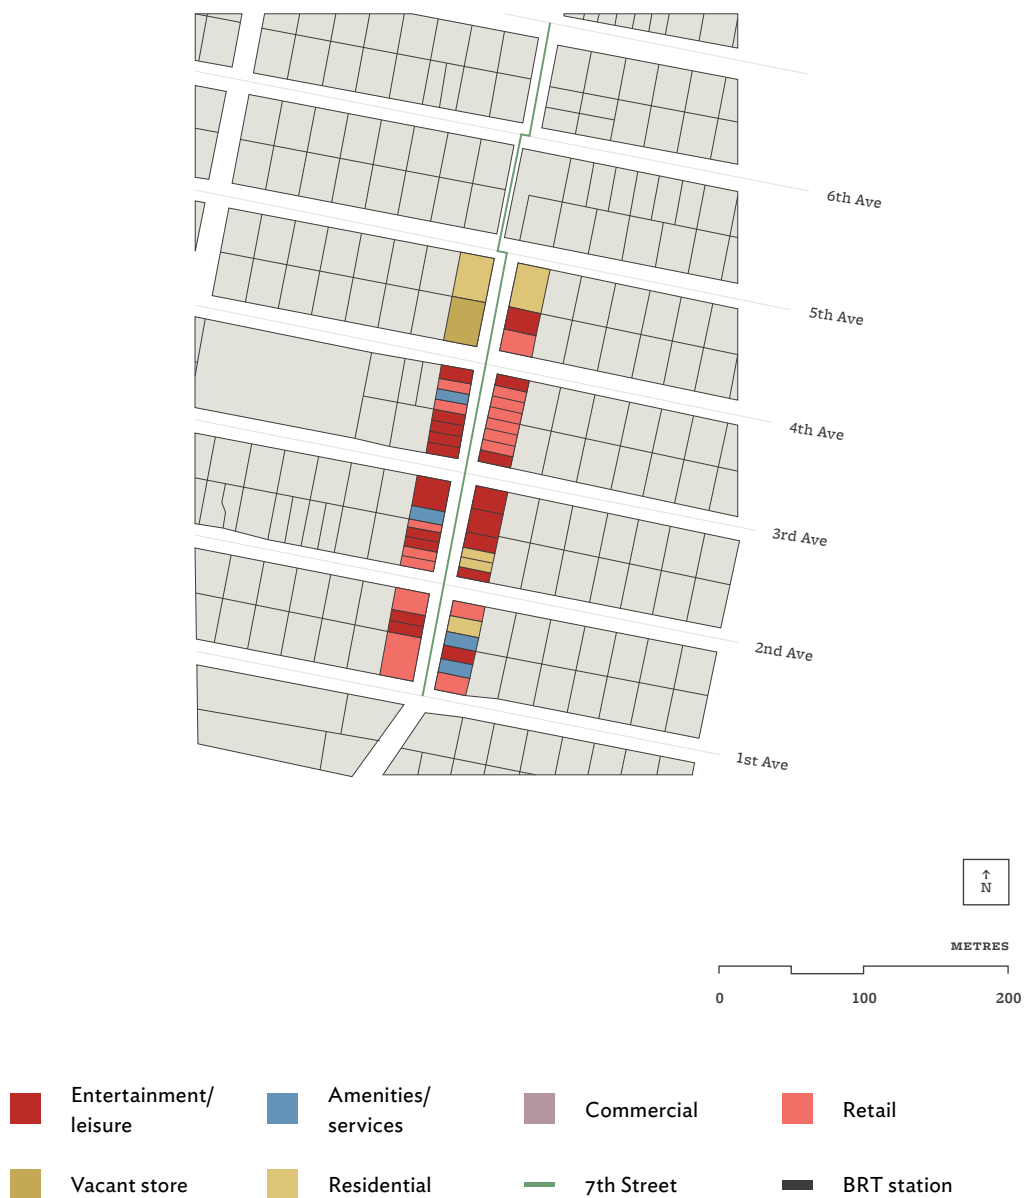 6th Ave
5th Ave
4th Ave
3rd Ave
2nd Ave
1st Ave
↑
N
METRES
0 100 200
Entertainment/
leisure
Amenities/
services
Commercial
Retail
Vacant store
Residential
7th Street
BRT station